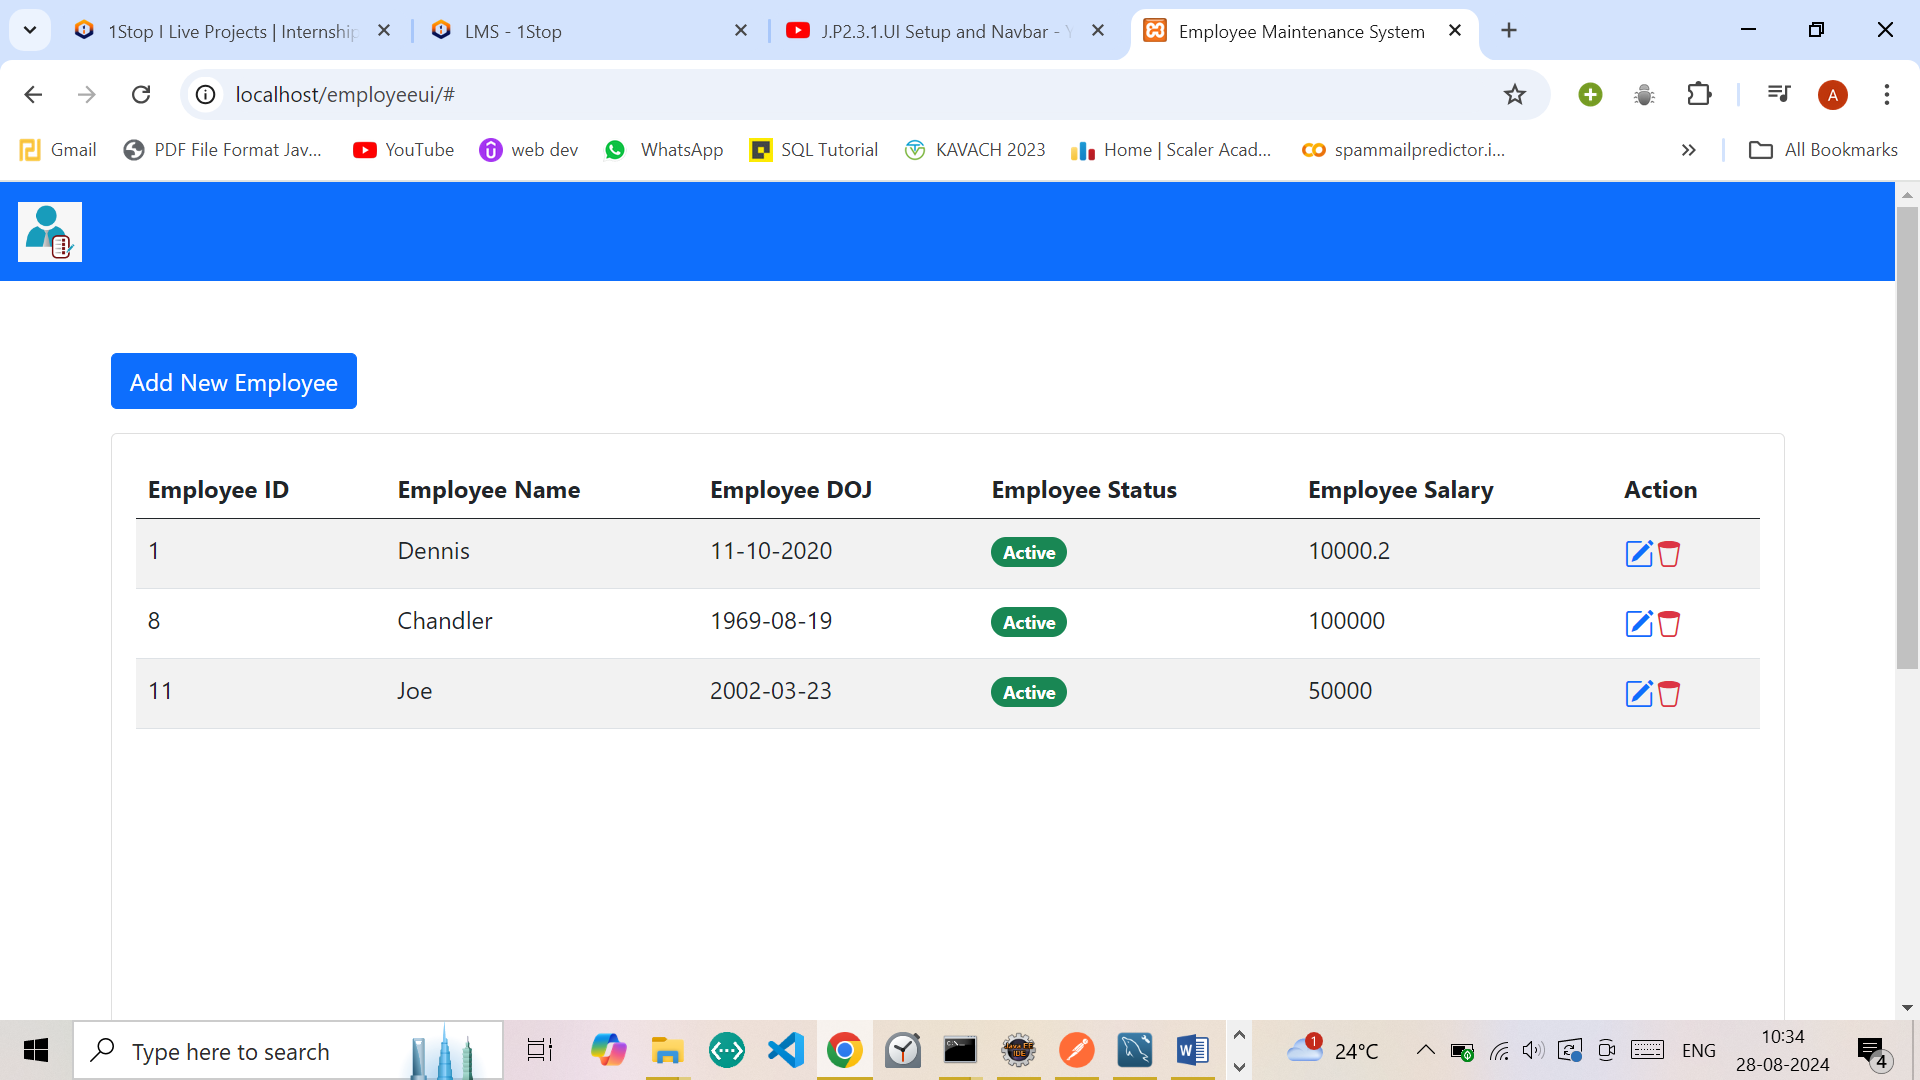 1Stop I Live Projects | Internship
LMS - 1Stop
J.P2.3.1.UI Setup and Navbar - Y
Employee Maintenance System
localhost/employeeui/#
A
Gmail
PDF File Format Jav...
YouTube
web dev
WhatsApp
SQL Tutorial
KAVACH 2023
Home | Scaler Acad...
spammailpredictor.i...
All Bookmarks
Add New Employee
Employee ID Employee Name Employee DOJ Employee Status Employee Salary Action
1 Dennis 11-10-2020 Active 10000.2
8 Chandler 1969-08-19 Active 100000
11 Joe 2002-03-23 Active 50000
Type here to search
1
24°C
ENG
10:34
28-08-2024
4